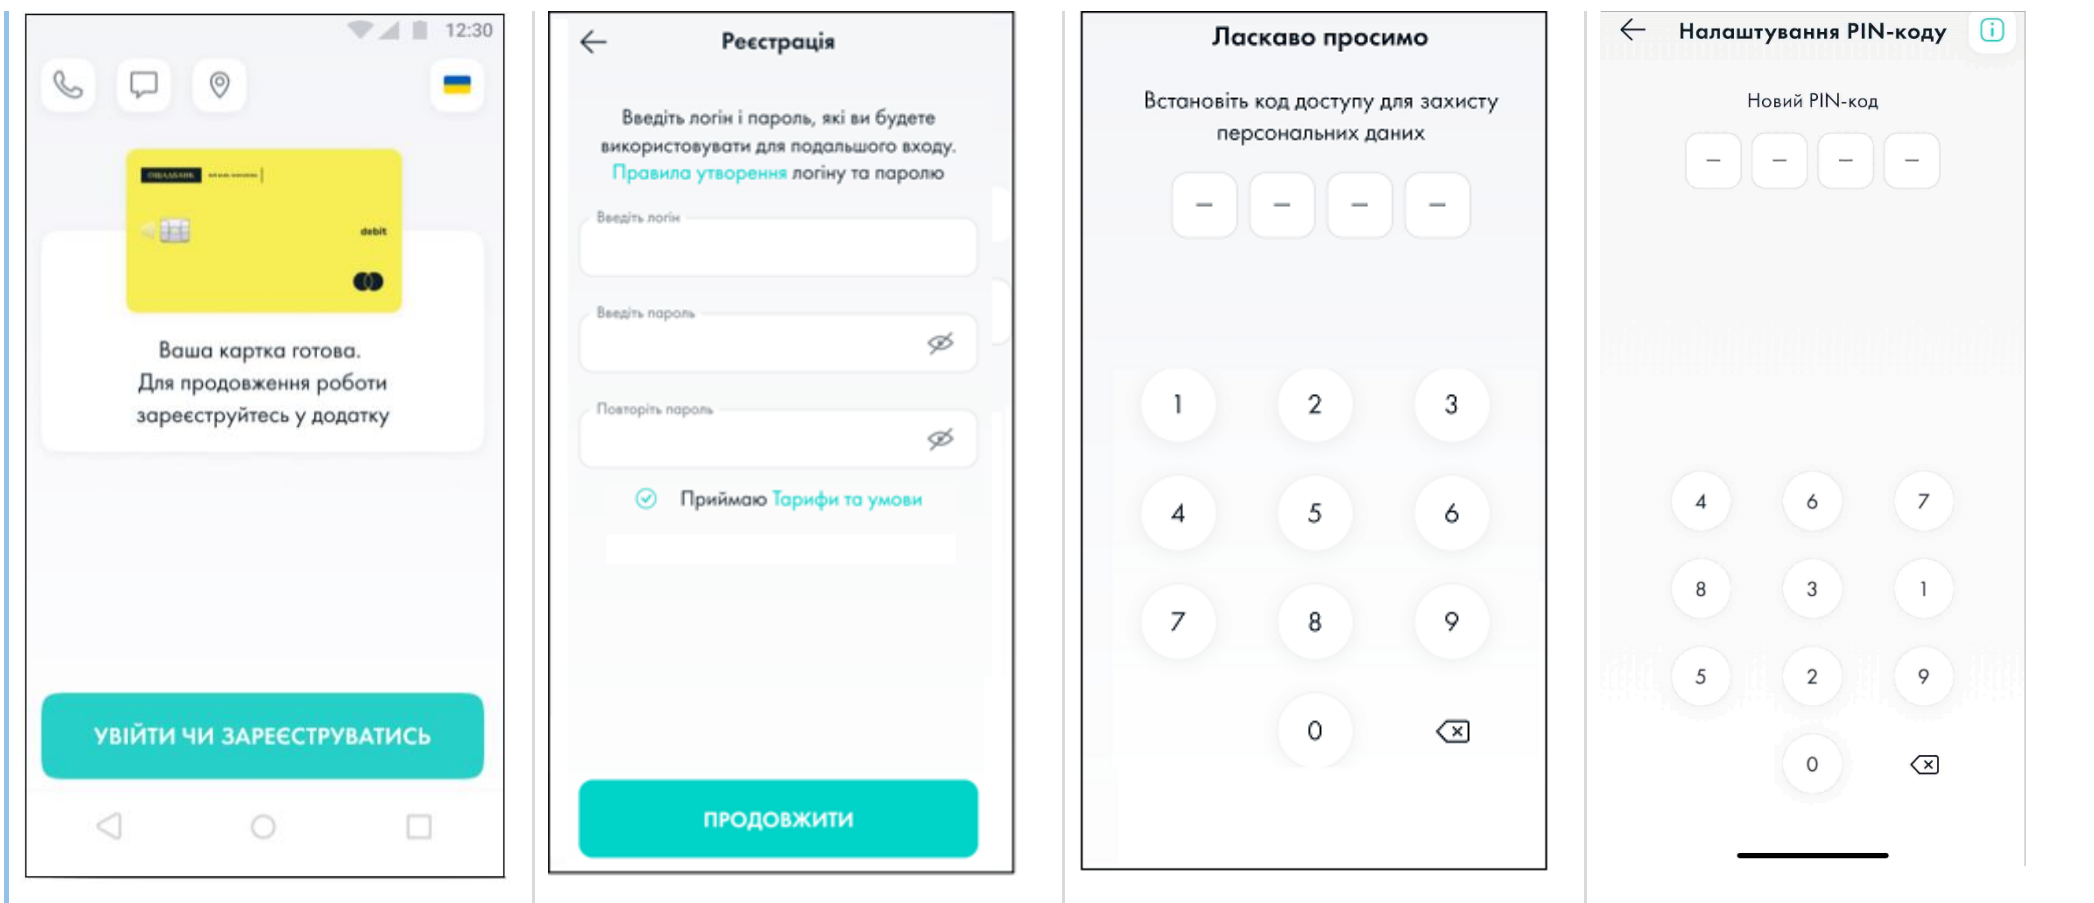 12:30
ОЩАДБАНК
debit
Ваша картка готова.
Для продовження роботи
зареєструйтесь у додатку
УВІЙТИ ЧИ ЗАРЕЄСТРУВАТИСЬ
Реєстрація
Введіть логін і пароль, які ви будете
використовувати для подальшого входу.
Правила утворення логіну та паролю
Введіть логін
Введіть пароль
Повторіть пароль
Приймаю Тарифи та умови
ПРОДОВЖИТИ
Ласкаво просимо
Встановіть код доступу для захисту
персональних даних
1 2 3
4 5 6
7 8 9
0
Налаштування PIN-коду
Новий PIN-код
4 6 7
8 3 1
5 2 9
0